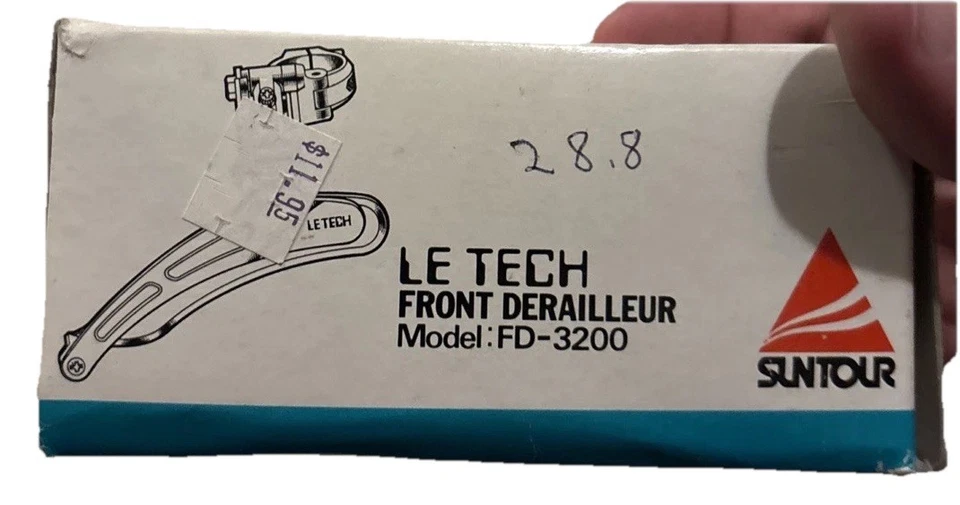 $11.95
28.8
LE TECH
LE TECH
FRONT DERAILLEUR
Model:FD-3200
SUNTOUR